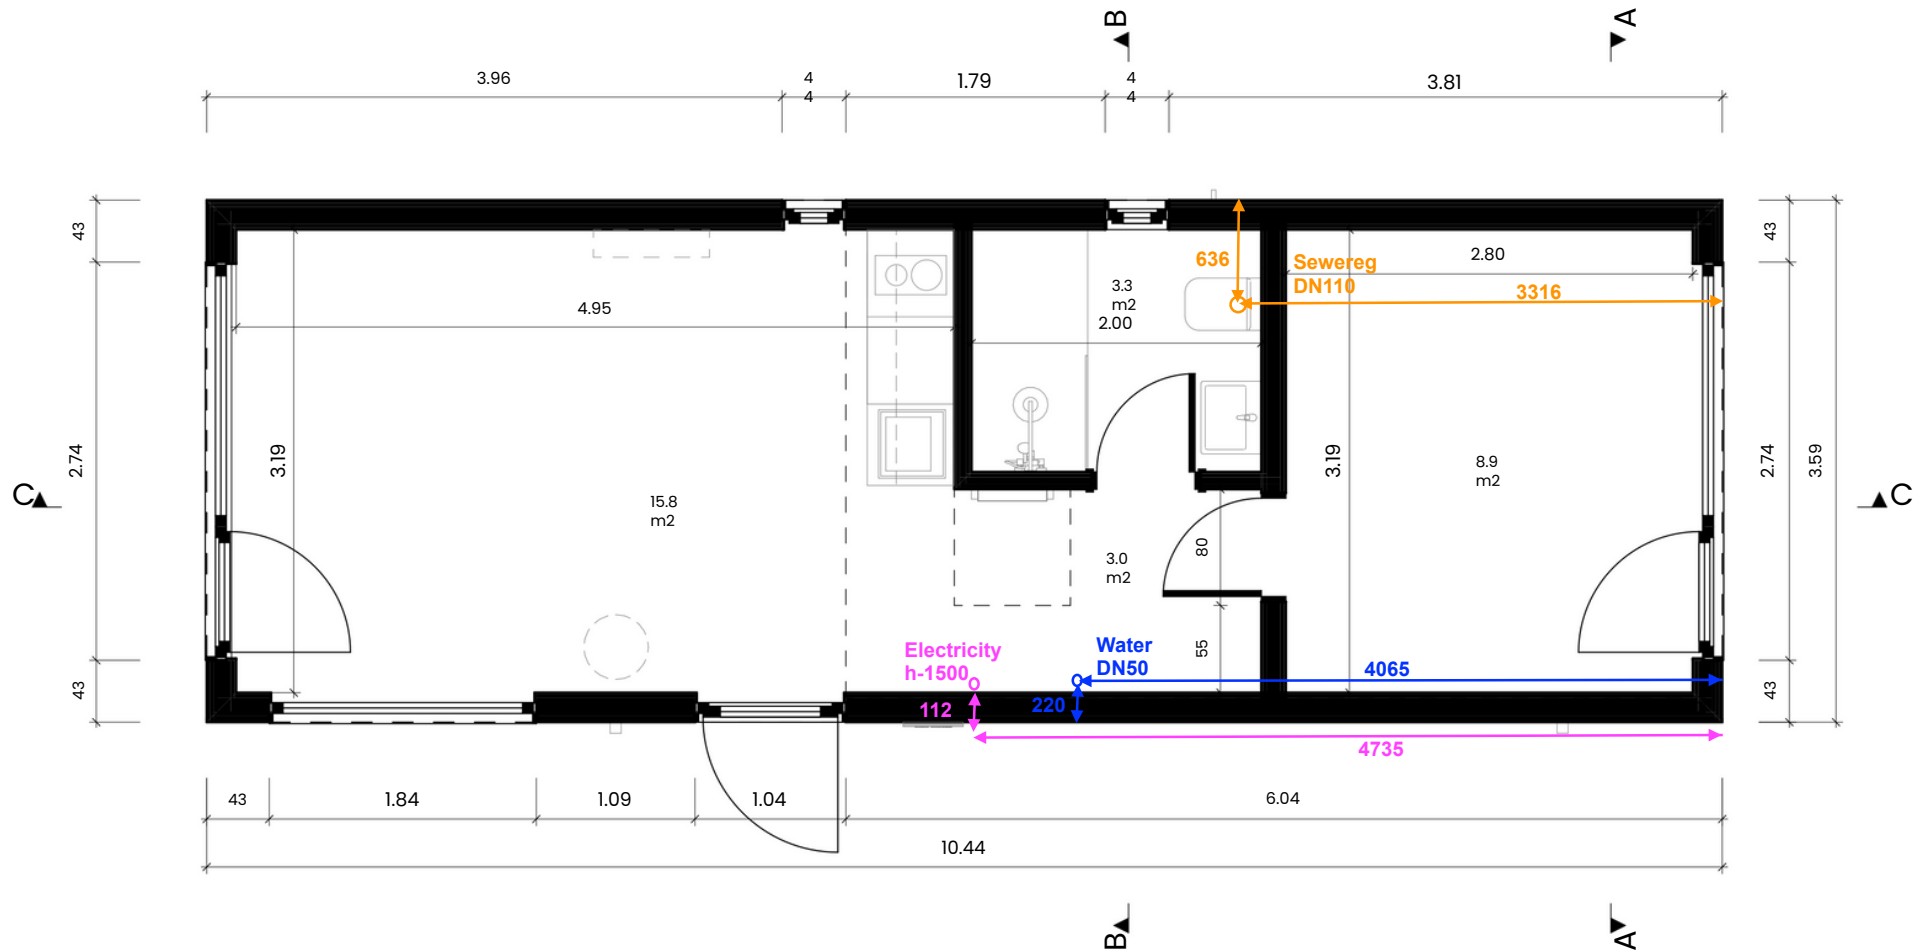 B
A
3.96
4
4
1.79
4
4
3.81
43
43
636
Sewereg
DN110
2.80
3316
3.3
m2
2.00
4.95
2.74
3.19
3.19
2.74
3.59
8.9
m2
C
C
15.8
m2
80
3.0
m2
55
Electricity
h-1500
Water
DN50
4065
43
43
112
220
4735
43
1.84
1.09
1.04
6.04
10.44
B
A